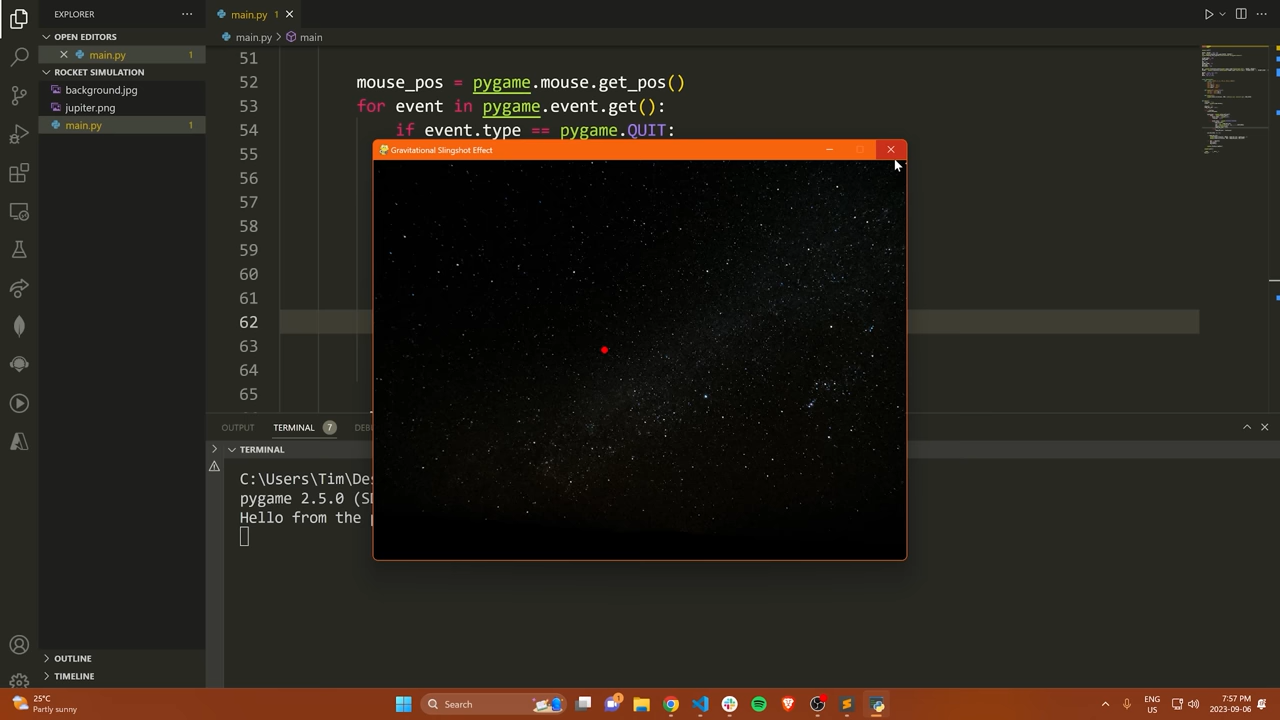 EXPLORER
OPEN EDITORS
main.py 1
ROCKET SIMULATION
background.jpg
jupiter.png
main.py 1
OUTLINE
TIMELINE
main.py 1
main.py > main
51
52 mouse_pos = pygame.mouse.get_pos()
53 for event in pygame.event.get():
54 if event.type == pygame.QUIT:
55
56
57
58
59
60
61
62
63
64
65
Gravitational Slingshot Effect
OUTPUT
TERMINAL 7
DEB
TERMINAL
C:\Users\Tim\Des
pygame 2.5.0 (S
Hello from the
25°C
Partly sunny
Search
1
ENG
US
7:57 PM
2023-09-06